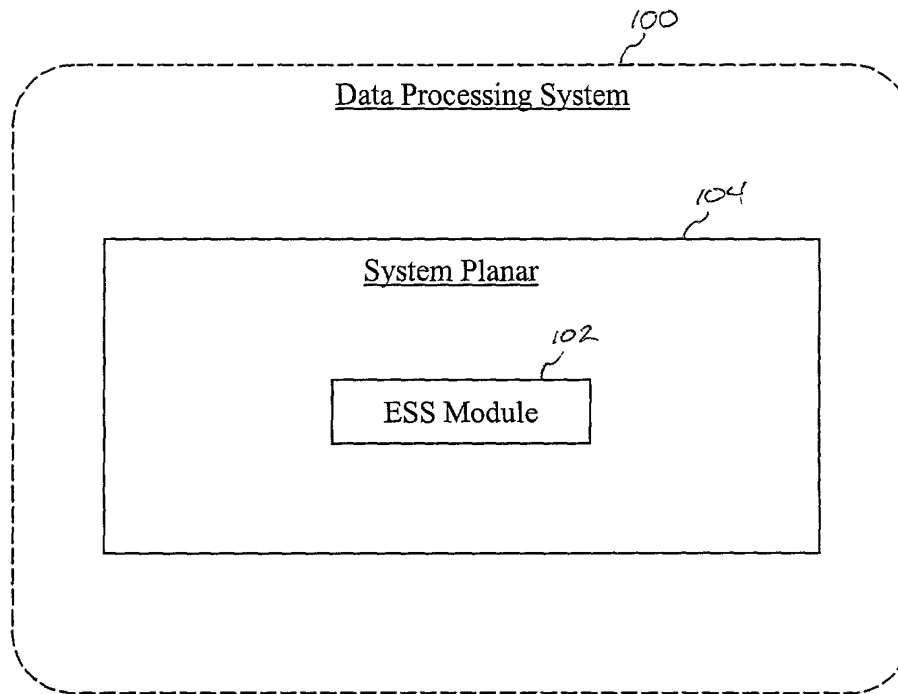 100
Data Processing System
104
System Planar
102
ESS Module